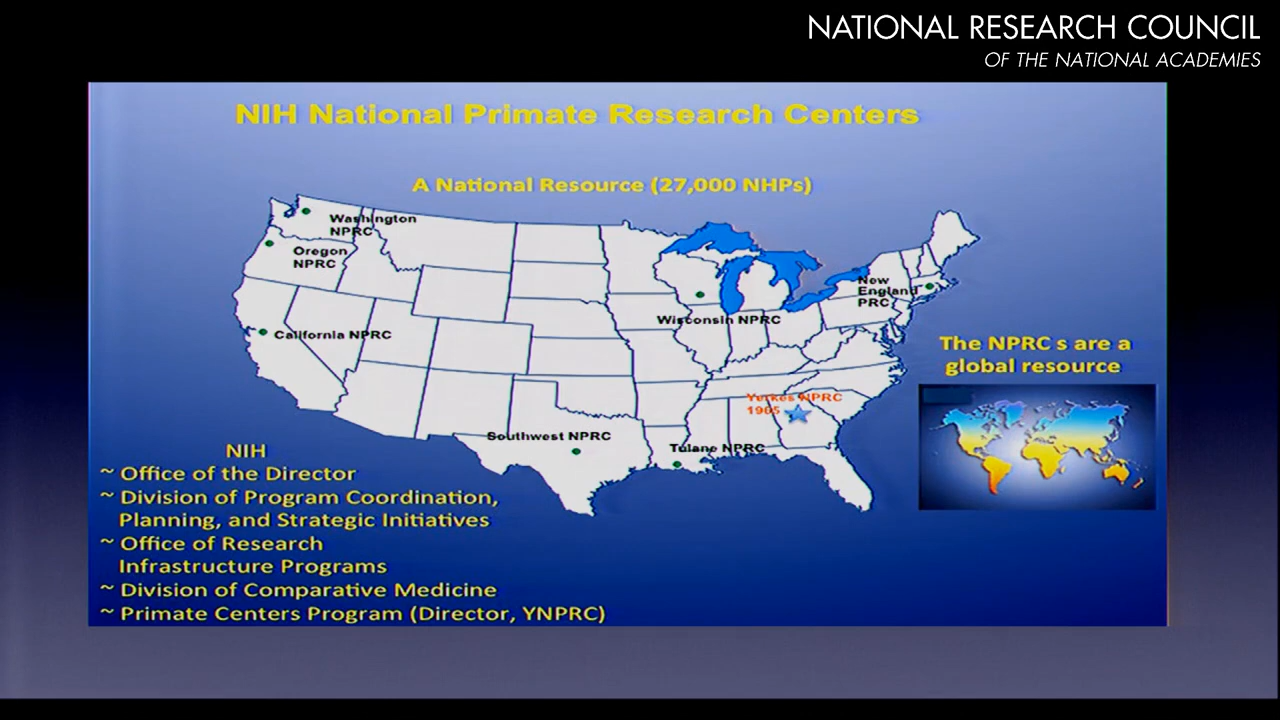 NATIONAL RESEARCH COUNCIL
OF THE NATIONAL ACADEMIES
NIH National Primate Research Centers
A National Resource (27,000 NHPs)
Washington
NPRC
Oregon
NPRC
New
England
PRC
Wisconsin NPRC
California NPRC
The NPRC s are a
global resource
Yerkes NPRC
1965
Southwest NPRC
Tulane NPRC
NIH
~ Office of the Director
~ Division of Program Coordination,
Planning, and Strategic Initiatives
~ Office of Research
Infrastructure Programs
~ Division of Comparative Medicine
~ Primate Centers Program (Director, YNPRC)